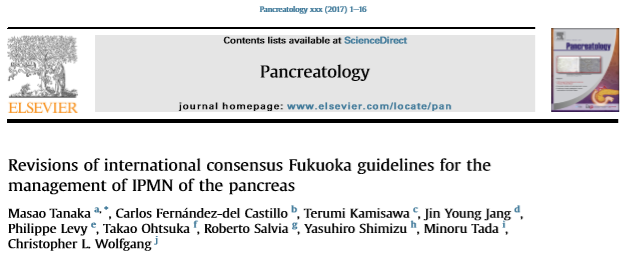 Pancreatology xxx (2017) 1–16
Contents lists available at ScienceDirect
Pancreatology
journal homepage: www.elsevier.com/locate/pan
ELSEVIER
Pancreatology
Revisions of international consensus Fukuoka guidelines for the
management of IPMN of the pancreas
Masao Tanaka a, *, Carlos Fernández-del Castillo b, Terumi Kamisawa c, Jin Young Jang d,
Philippe Levy e, Takao Ohtsuka f, Roberto Salvia g, Yasuhiro Shimizu h, Minoru Tada i,
Christopher L. Wolfgang j